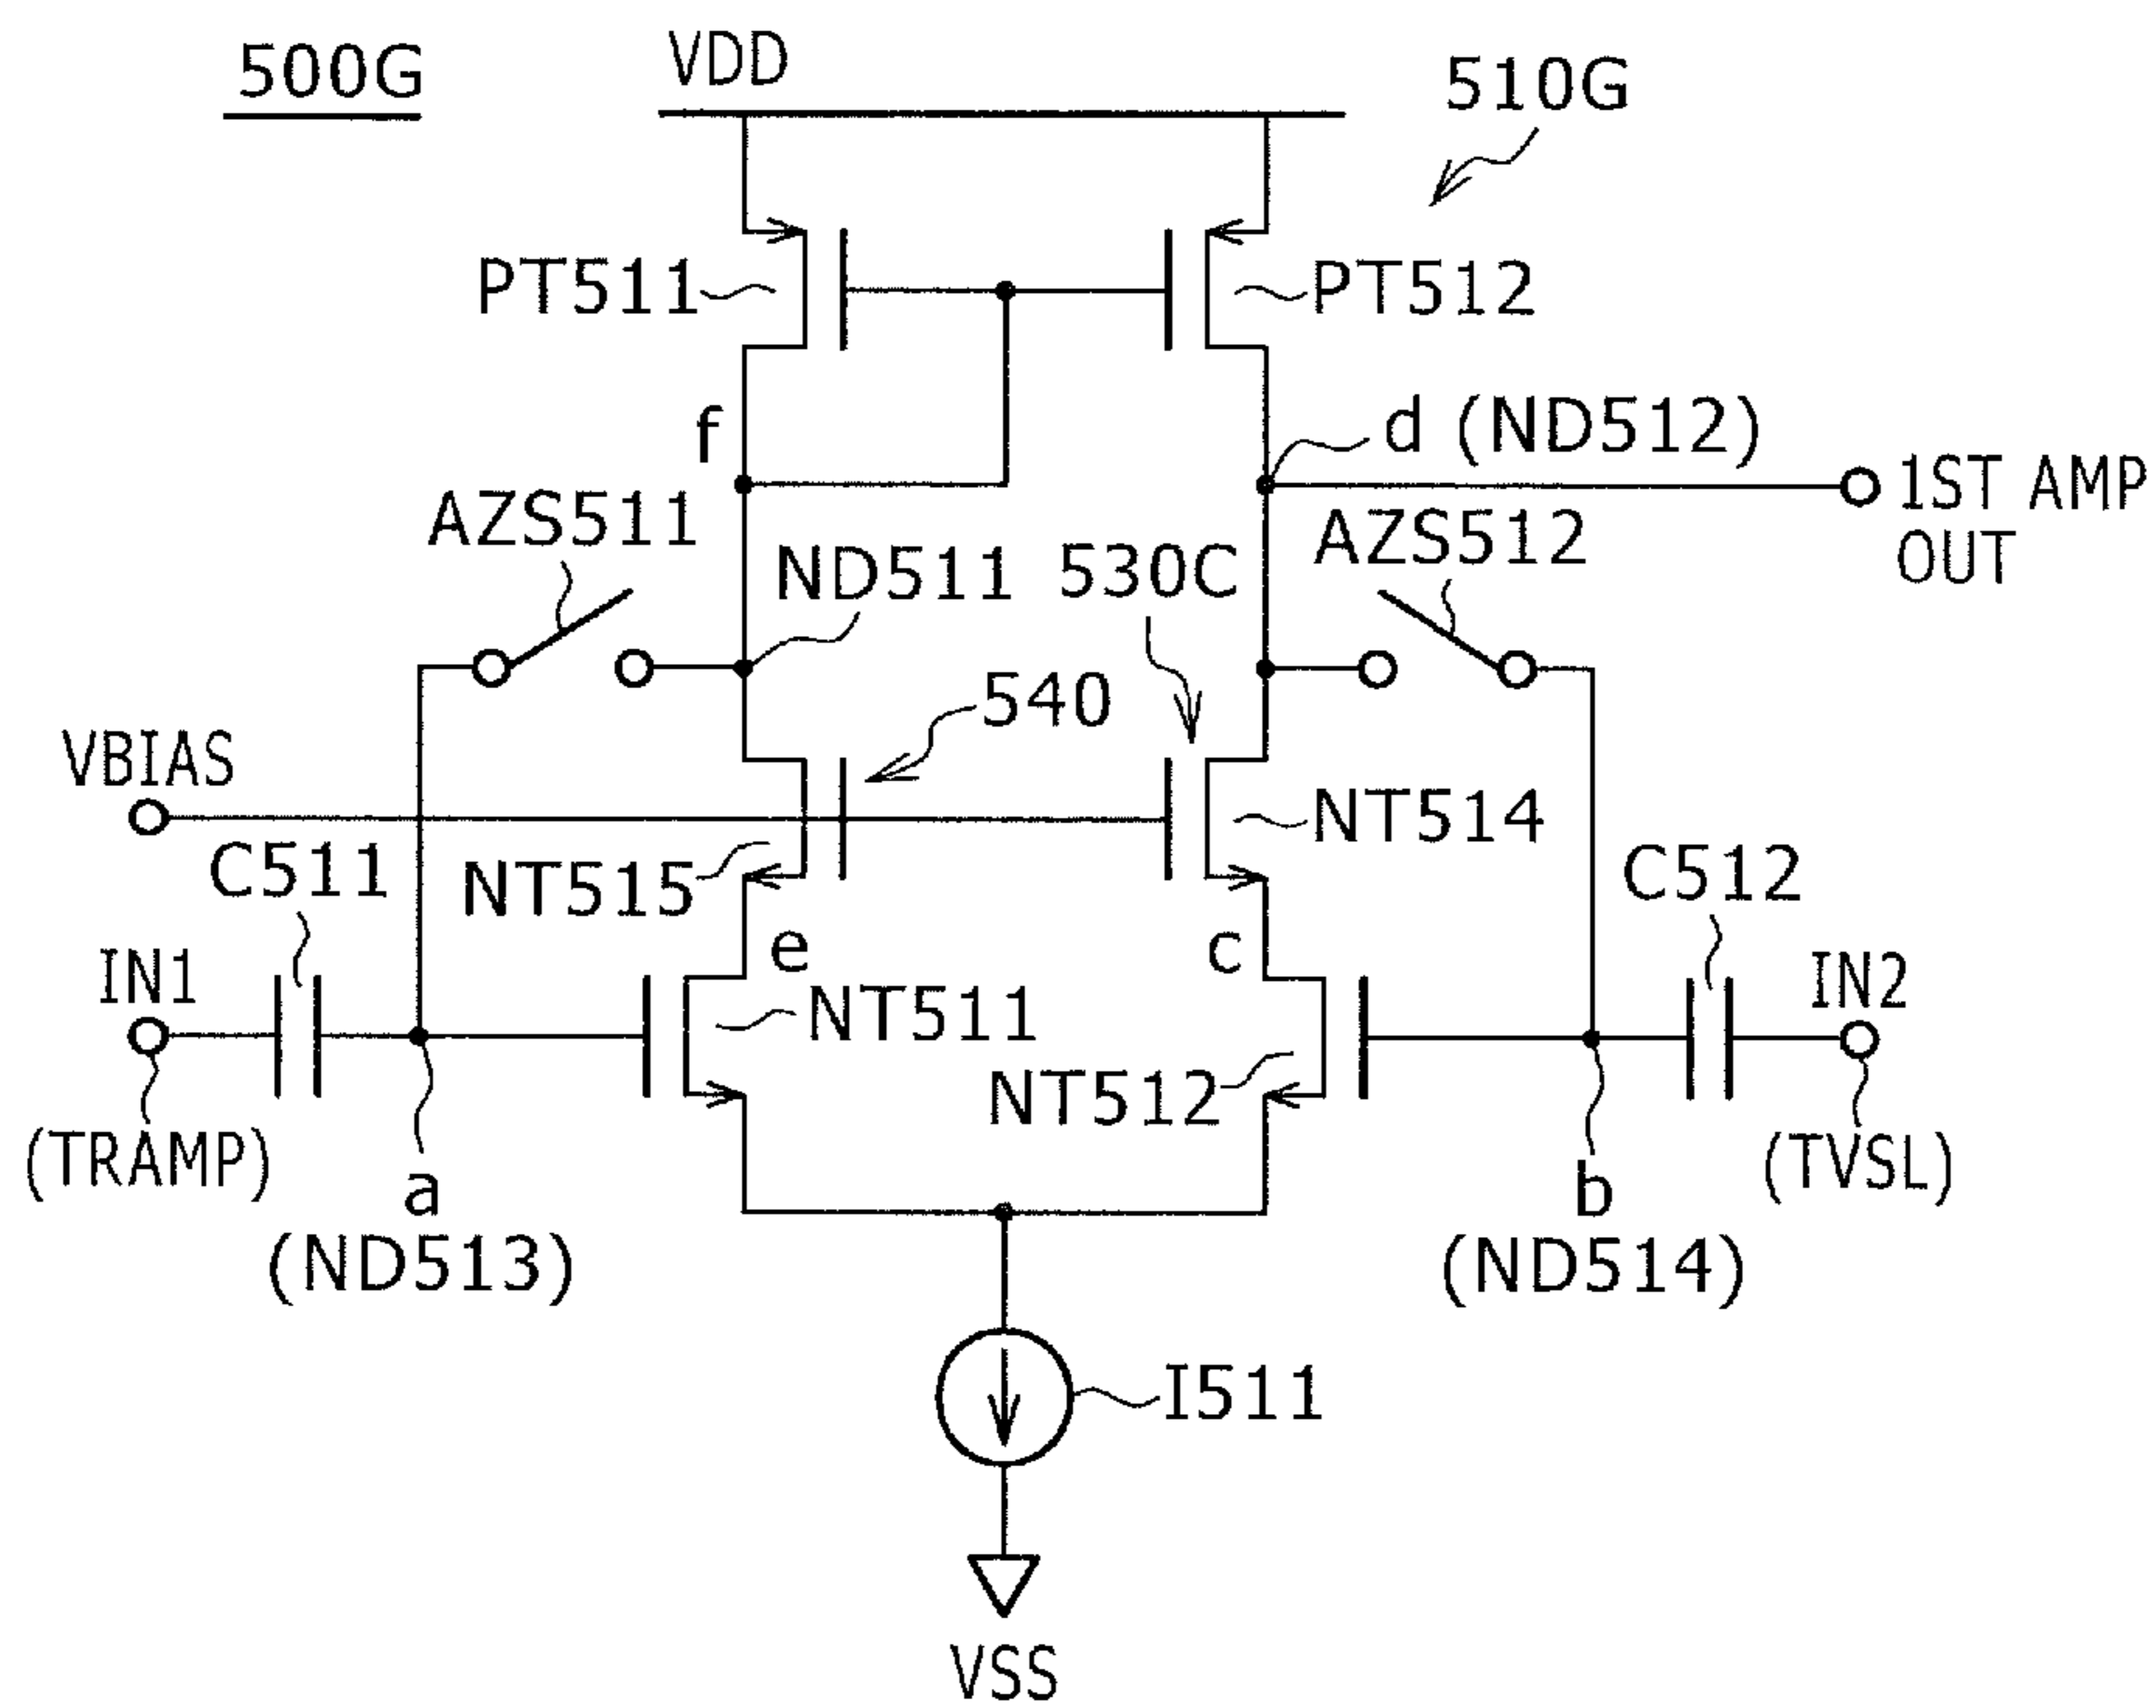 500G
VDD
510G
PT511
PT512
f
d (ND512)
1ST AMP
OUT
AZS511
ND511
530C
AZS512
540
VBIAS
NT514
C511
NT515
C512
IN1
e
c
IN2
NT511
NT512
(TRAMP)
a
(ND513)
(TVSL)
b
(ND514)
I511
VSS